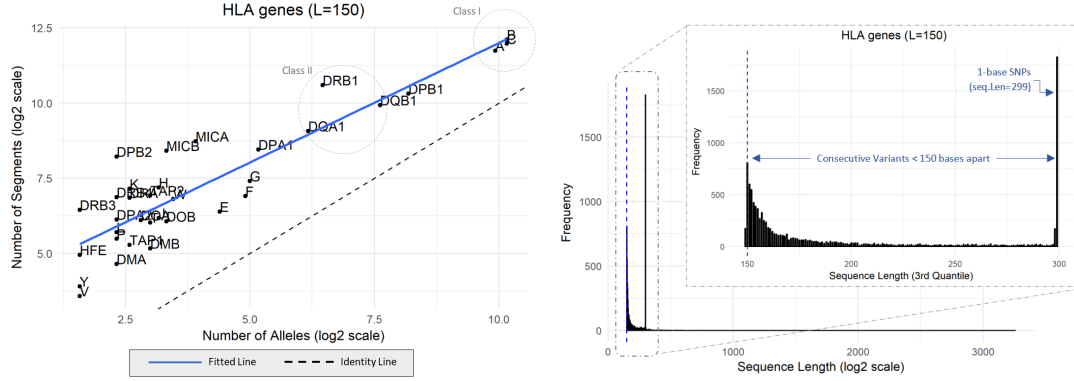 HLA genes (L=150)
Class I
12.5
10.0
7.5
5.0
Number of Segments (log2 scale)
B
C
A
Class II
DRB1
DPB1
DQB1
DQA1
MICA
MICB
DPA1
DPB2
G
K
H
TAP2
F
W
DRB3
E
DOB
HFE
TAP1
DMB
DMA
Y
V
2.5
5.0
7.5
10.0
Number of Alleles (log2 scale)
Fitted Line
Identity Line
HLA genes (L=150)
1-base SNPs
(seq.Len=299)
Consecutive Variants < 150 bases apart
Frequency
1500
1000
500
0
150
200
250
300
Sequence Length (3rd Quantile)
Frequency
1500
1000
500
0
0
1000
2000
3000
Sequence Length (log2 scale)